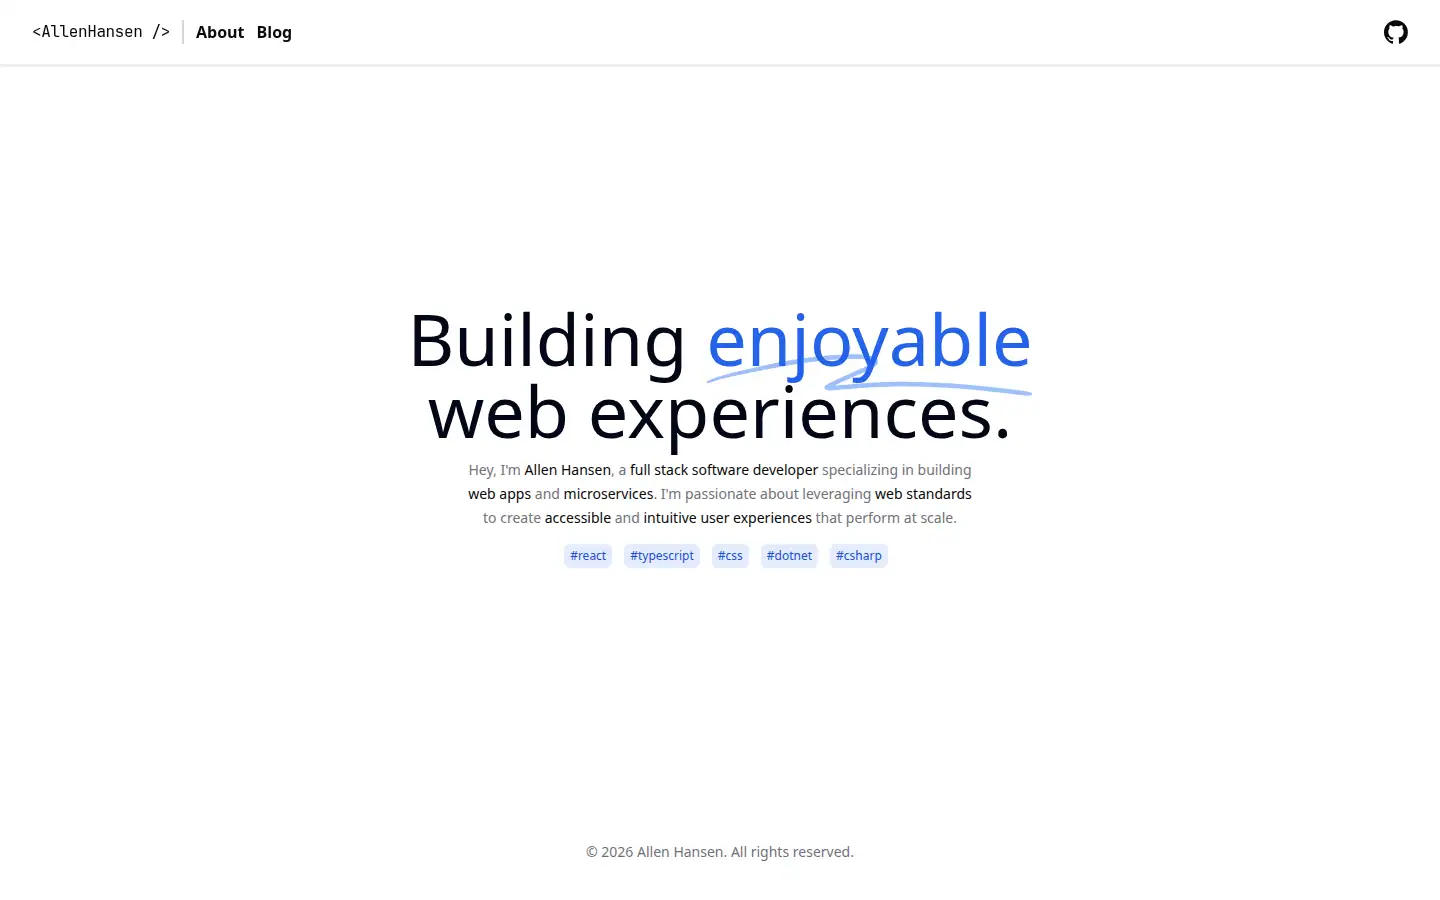 <AllenHansen />
About
Blog
Building enjoyable
web experiences.
Hey, I'm Allen Hansen, a full stack software developer specializing in building
web apps and microservices. I'm passionate about leveraging web standards
to create accessible and intuitive user experiences that perform at scale.
#react #typescript #css #dotnet #csharp
© 2026 Allen Hansen. All rights reserved.